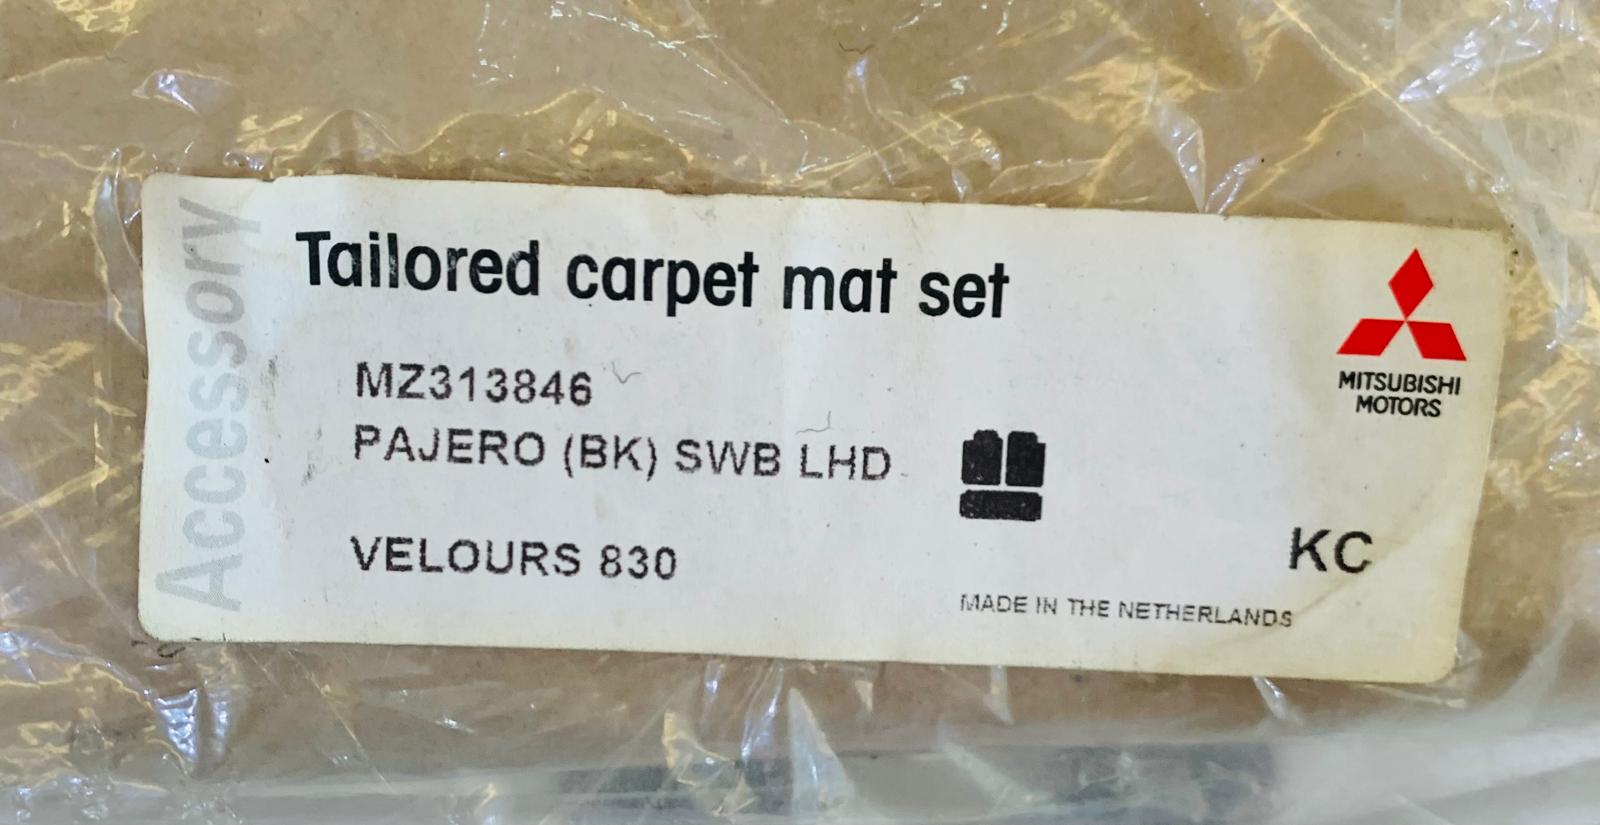 Accessory
Tailored carpet mat set
MZ313846
PAJERO (BK) SWB LHD
VELOURS 830
KC
MADE IN THE NETHERLANDS
MITSUBISHI
MOTORS